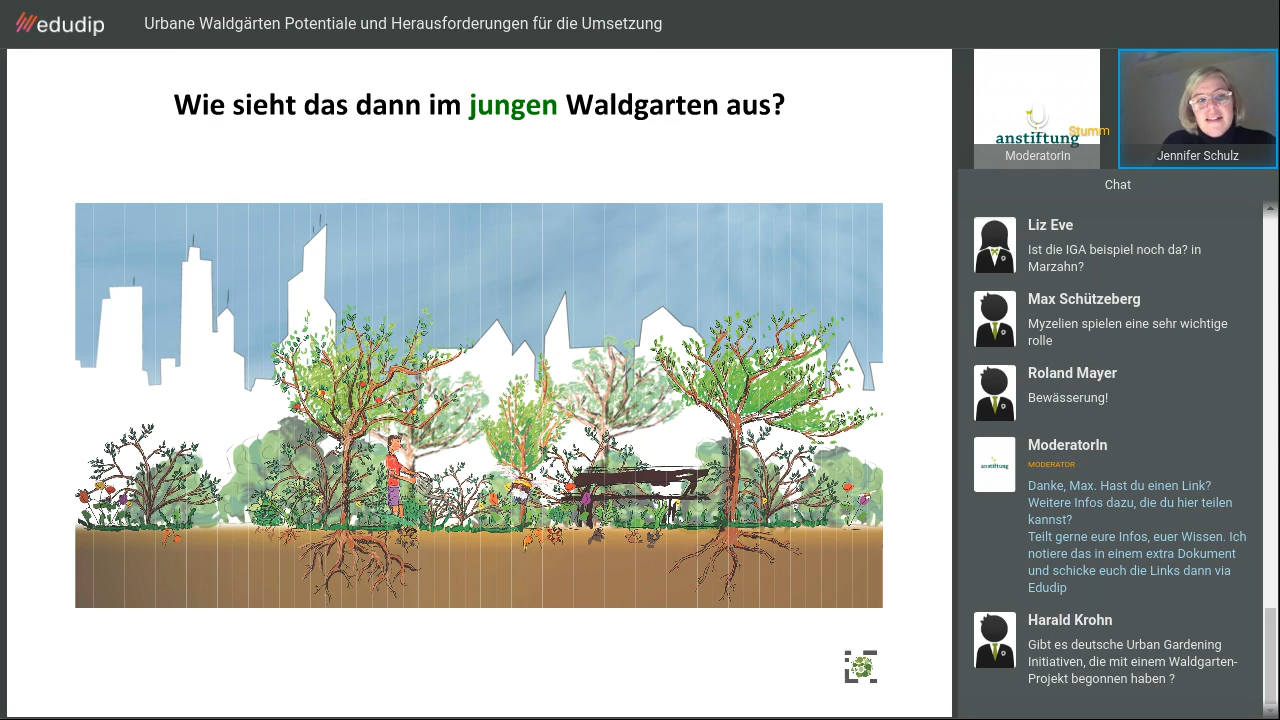 edudip
Urbane Waldgärten Potentiale und Herausforderungen für die Umsetzung
Wie sieht das dann im jungen Waldgarten aus?
anstiftung
Stumm
ModeratorIn
Jennifer Schulz
Chat
Liz Eve
Ist die IGA beispiel noch da? in
Marzahn?
Max Schützeberg
Myzelien spielen eine sehr wichtige
rolle
Roland Mayer
Bewässerung!
anstiftung
ModeratorIn
MODERATOR
Danke, Max. Hast du einen Link?
Weitere Infos dazu, die du hier teilen
kannst?
Teilt gerne eure Infos, euer Wissen. Ich
notiere das in einem extra Dokument
und schicke euch die Links dann via
Edudip
Harald Krohn
Gibt es deutsche Urban Gardening
Initiativen, die mit einem Waldgarten-
Projekt begonnen haben ?